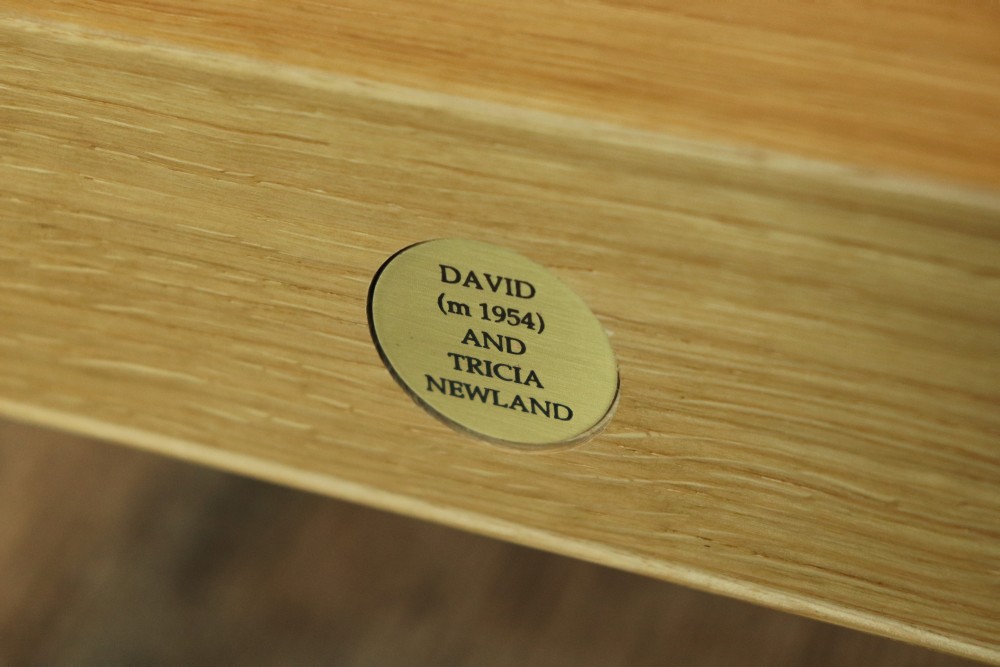 DAVID
(m 1954)
AND
TRICIA
NEWLAND